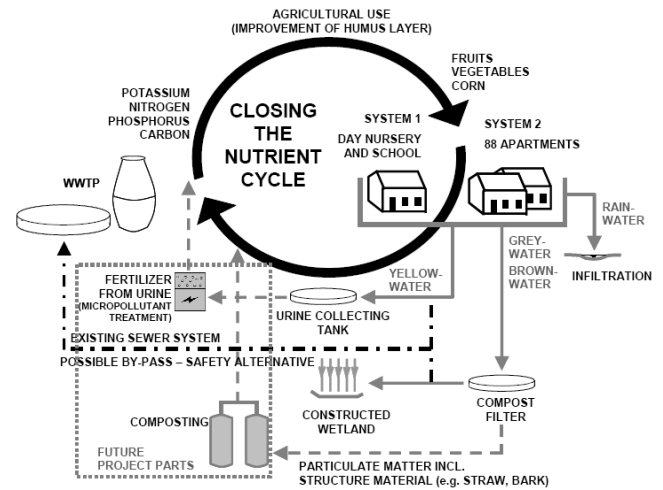 AGRICULTURAL USE
(IMPROVEMENT OF HUMUS LAYER)
FRUITS
VEGETABLES
CORN
POTASSIUM
NITROGEN
PHOSPHORUS
CARBON
CLOSING
THE
NUTRIENT
CYCLE
SYSTEM 1
DAY NURSERY
AND SCHOOL
SYSTEM 2
88 APARTMENTS
WWTP
RAIN-
WATER
GREY-
WATER
BROWN-
WATER
INFILTRATION
YELLOW-
WATER
FERTILIZER
FROM URINE
(MICROPOLLUTANT
TREATMENT)
URINE COLLECTING
TANK
EXISTING SEWER SYSTEM
POSSIBLE BY-PASS – SAFETY ALTERNATIVE
COMPOSTING
CONSTRUCTED
WETLAND
COMPOST
FILTER
FUTURE
PROJECT PARTS
PARTICULATE MATTER INCL.
STRUCTURE MATERIAL (e.g. STRAW, BARK)